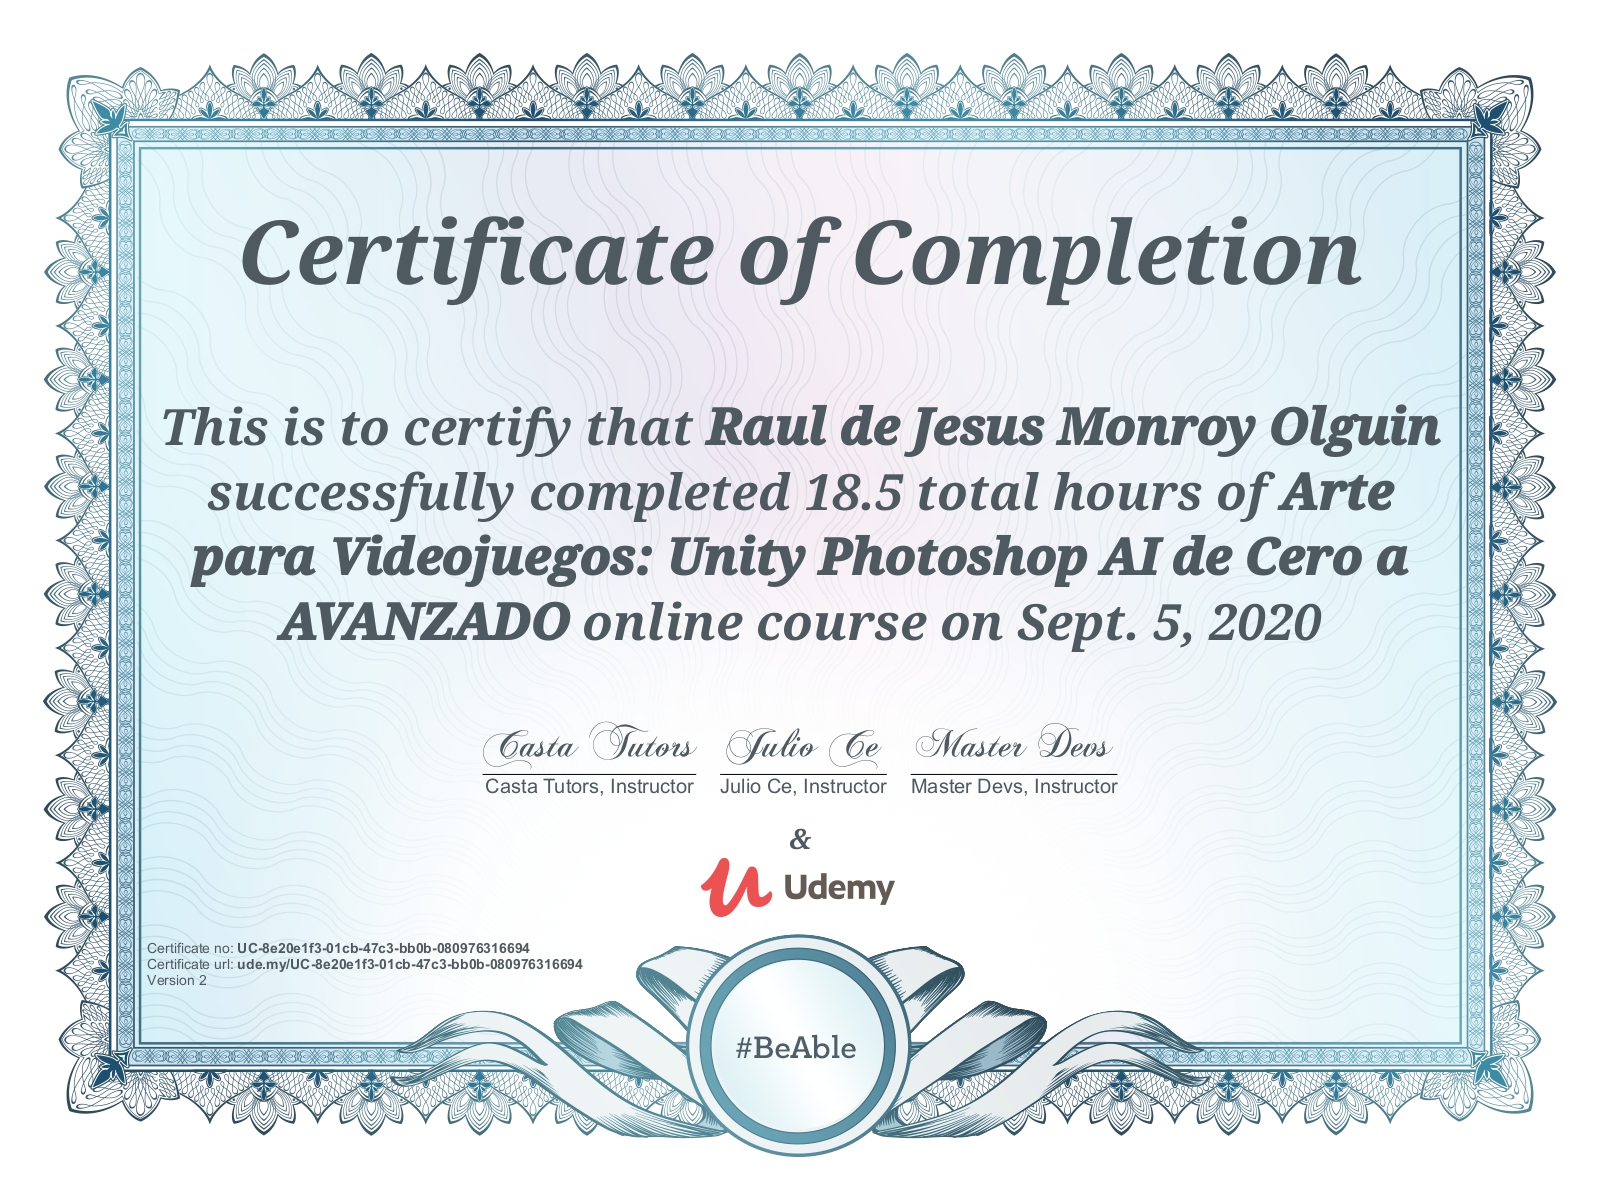 Certificate of Completion
This is to certify that Raul de Jesus Monroy Olguin
successfully completed 18.5 total hours of Arte
para Videojuegos: Unity Photoshop AI de Cero a
AVANZADO online course on Sept. 5, 2020
Casta Tutors Julio Ce Master Devs
Casta Tutors, Instructor Julio Ce, Instructor Master Devs, Instructor
&
Udemy
Certificate no: UC-8e20e1f3-01cb-47c3-bb0b-080976316694
Certificate url: ude.my/UC-8e20e1f3-01cb-47c3-bb0b-080976316694
Version 2
#BeAble